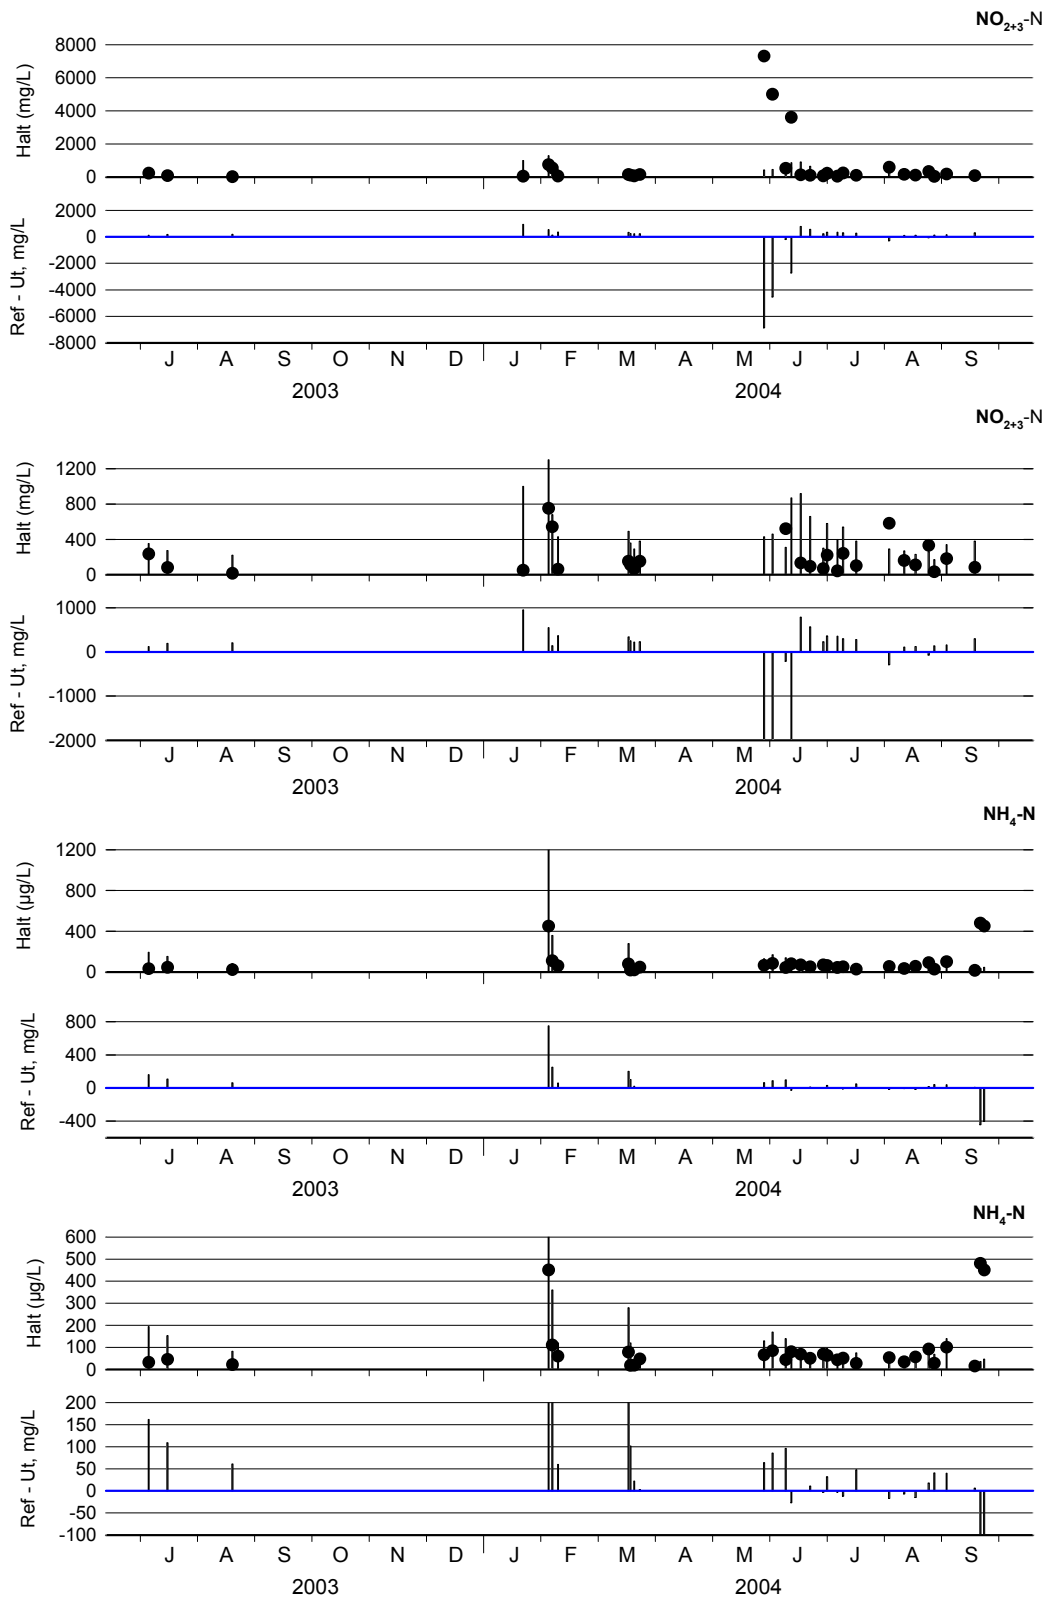 NO2+3-N
8000
6000
4000
2000
0
Halt (mg/L)
2000
0
-2000
-4000
-6000
-8000
Ref - Ut, mg/L
J A S O N D J F M A M J J A S
2003 2004
NO2+3-N
1200
800
400
0
Halt (mg/L)
1000
0
-1000
-2000
Ref - Ut, mg/L
J A S O N D J F M A M J J A S
2003 2004
NH4-N
1200
800
400
0
Halt (µg/L)
800
400
0
-400
Ref - Ut, mg/L
J A S O N D J F M A M J J A S
2003 2004
NH4-N
600
500
400
300
200
100
0
Halt (µg/L)
200
150
100
50
0
-50
-100
Ref - Ut, mg/L
J A S O N D J F M A M J J A S
2003 2004